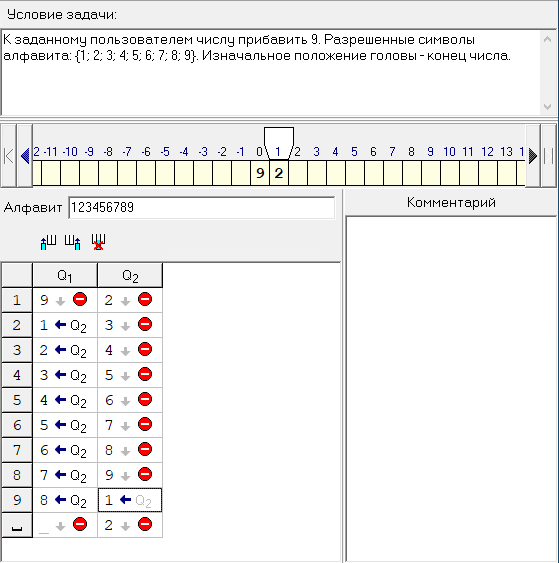 Условие задачи:
К заданному пользователем числу прибавить 9. Разрешенные символы
алфавита: {1; 2; 3; 4; 5; 6; 7; 8; 9}. Изначальное положение головы - конец числа.
2 -11 -10 -9 -8 -7 -6 -5 -4 -3 -2 -1 0 1 2 3 4 5 6 7 8 9 10 11 12 13 1
9 2
Алфавит 123456789
Комментарий
Q1 Q2
1 9 2
2 1 ← Q2 3
3 2 ← Q2 4
4 3 ← Q2 5
5 4 ← Q2 6
6 5 ← Q2 7
7 6 ← Q2 8
8 7 ← Q2 9
9 8 ← Q2 1 ← Q2
_ 2